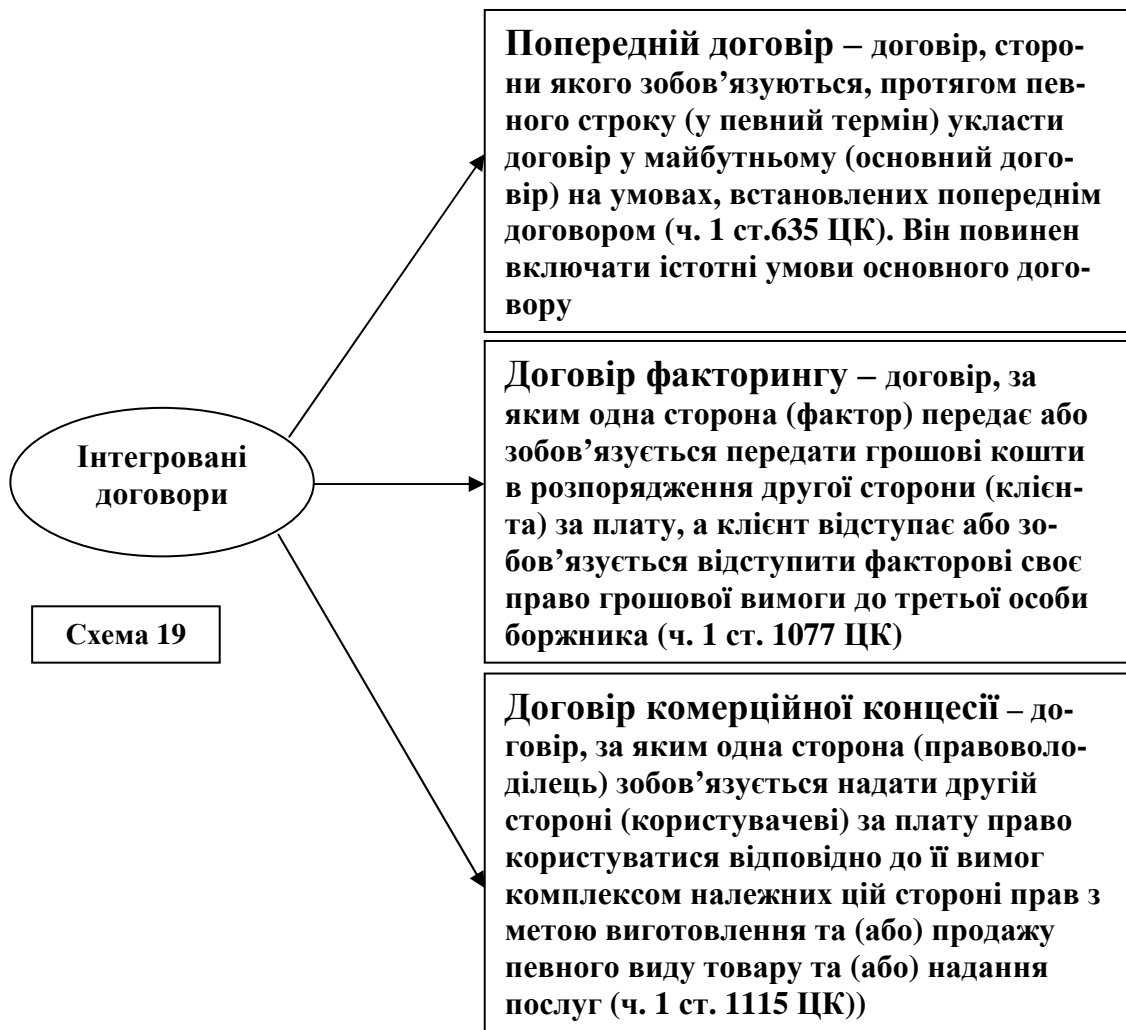 Попередній договір – договір, сторо-
ни якого зобов’язуються, протягом пев-
ного строку (у певний термін) укласти
договір у майбутньому (основний дого-
вір) на умовах, встановлених попереднім
договором (ч. 1 ст.635 ЦК). Він повинен
включати істотні умови основного дого-
вору
Інтегровані
договори
Схема 19
Договір факторингу – договір, за
яким одна сторона (фактор) передає або
зобов’язується передати грошові кошти
в розпорядження другої сторони (клієн-
та) за плату, а клієнт відступає або зо-
бов’язується відступити факторові своє
право грошової вимоги до третьої особи
боржника (ч. 1 ст. 1077 ЦК)
Договір комерційної концесії – до-
говір, за яким одна сторона (правоволо-
ділець) зобов’язується надати другій
стороні (користувачеві) за плату право
користуватися відповідно до її вимог
комплексом належних цій стороні прав з
метою виготовлення та (або) продажу
певного виду товару та (або) надання
послуг (ч. 1 ст. 1115 ЦК))